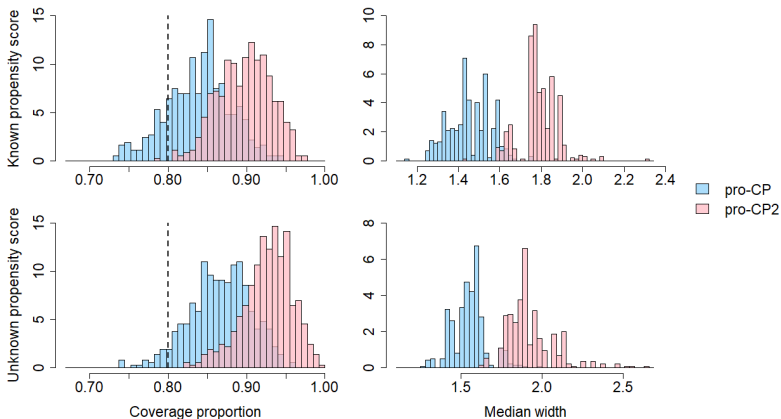 Known propensity score
15
10
5
0
0.70 0.80 0.90 1.00
10
8
6
4
2
0
1.2 1.4 1.6 1.8 2.0 2.2 2.4
pro-CP
pro-CP2
Unknown propensity score
15
10
5
0
0.70 0.80 0.90 1.00
Coverage proportion
8
6
4
2
0
1.5 2.0 2.5
Median width